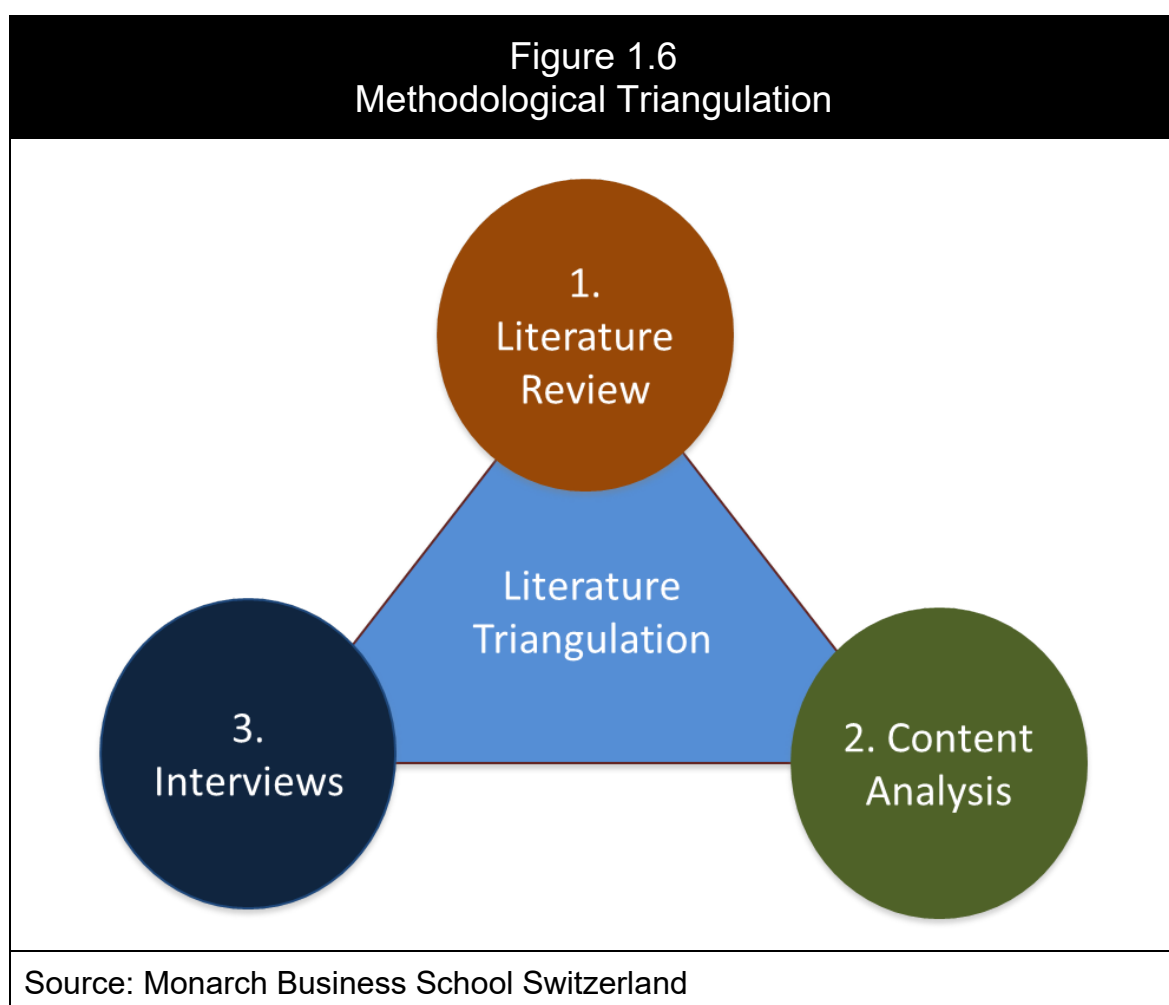 Figure 1.6
Methodological Triangulation
1.
Literature
Review
Literature
Triangulation
3.
Interviews
2. Content
Analysis
Source: Monarch Business School Switzerland